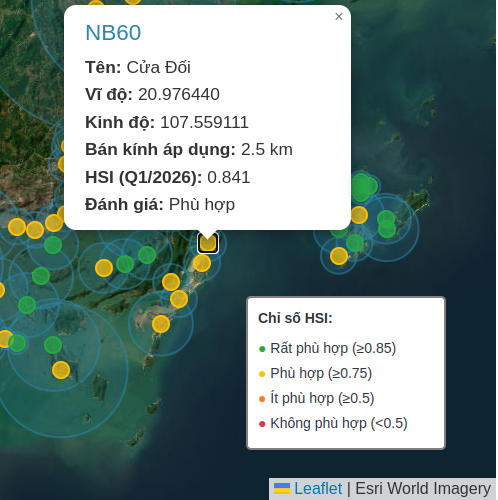 ×
NB60
Tên: Cửa Đối
Vĩ độ: 20.976440
Kinh độ: 107.559111
Bán kính áp dụng: 2.5 km
HSI (Q1/2026): 0.841
Đánh giá: Phù hợp
Chỉ số HSI:
Rất phù hợp (≥0.85)
Phù hợp (≥0.75)
Ít phù hợp (≥0.5)
Không phù hợp (<0.5)
Leaflet | Esri World Imagery